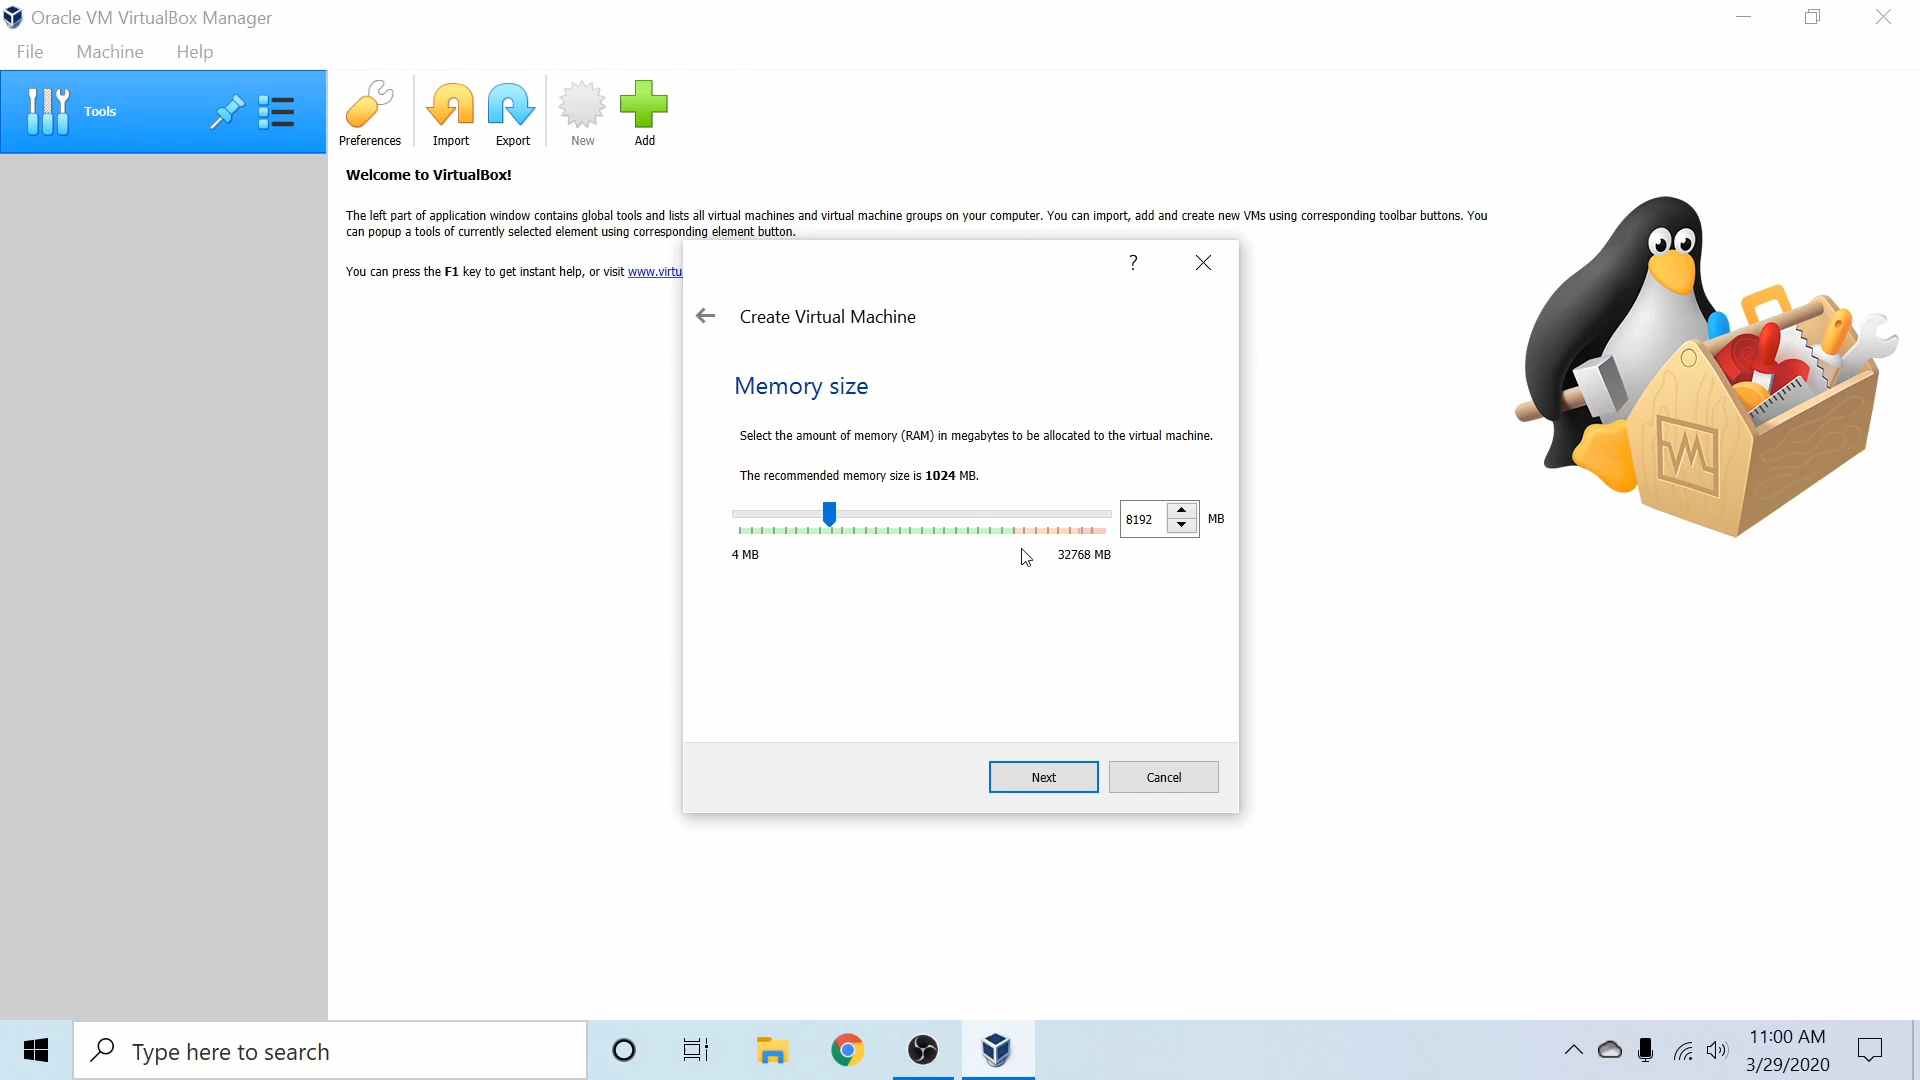 Oracle VM VirtualBox Manager
File Machine Help
Tools
Preferences Import Export New Add
Welcome to VirtualBox!
The left part of application window contains global tools and lists all virtual machines and virtual machine groups on your computer. You can import, add and create new VMs using corresponding toolbar buttons. You
can popup a tools of currently selected element using corresponding element button.
You can press the F1 key to get instant help, or visit www.virtu
?
Create Virtual Machine
Memory size
Select the amount of memory (RAM) in megabytes to be allocated to the virtual machine.
The recommended memory size is 1024 MB.
8192 MB
4 MB 32768 MB
Next Cancel
Type here to search
11:00 AM
3/29/2020